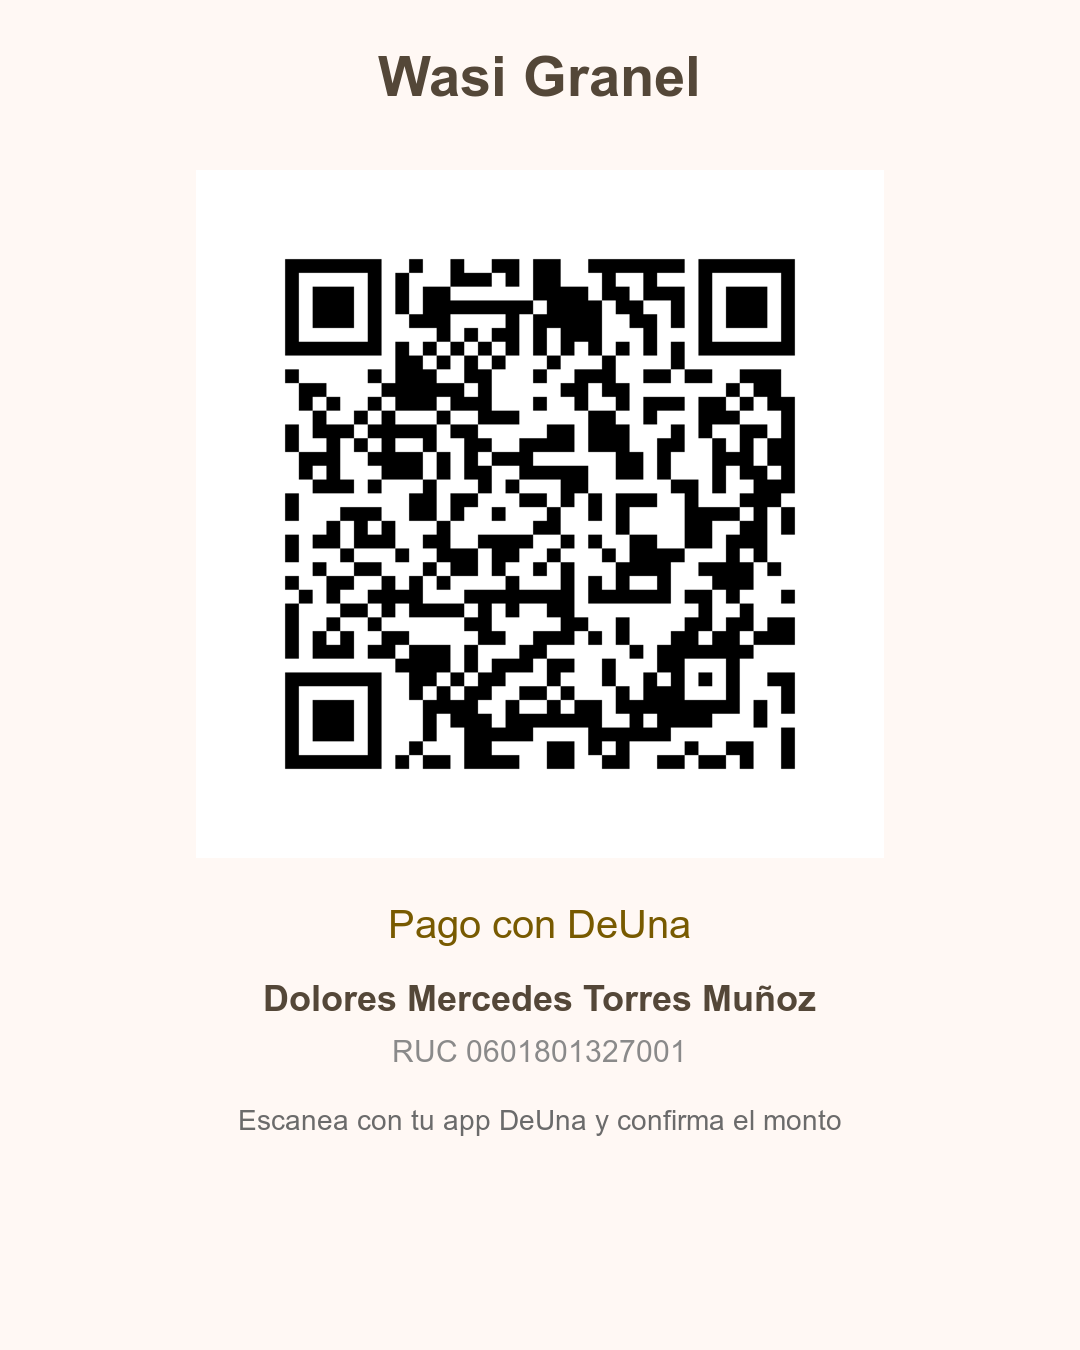 Wasi Granel
Pago con DeUna
Dolores Mercedes Torres Muñoz
RUC 0601801327001
Escanea con tu app DeUna y confirma el monto